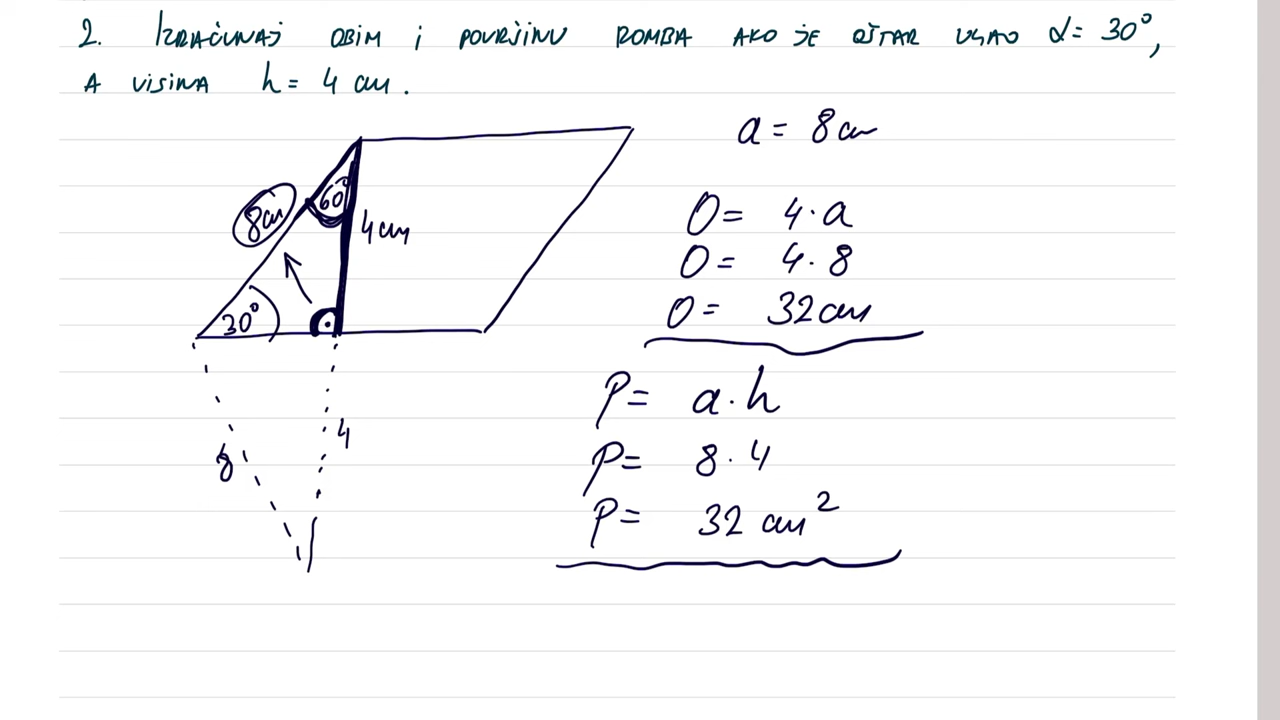 2. IZRAČUNAJ OBIM i POVRŠINU ROMBA AKO JE OŠTAR UGAO α = 30°,
A VISINA h = 4 cm.
a = 8cm
60°
8cm
4cm
30°
O = 4·a
O = 4·8
O = 32cm
P = a·h
8
4
P = 8·4
P = 32 cm²